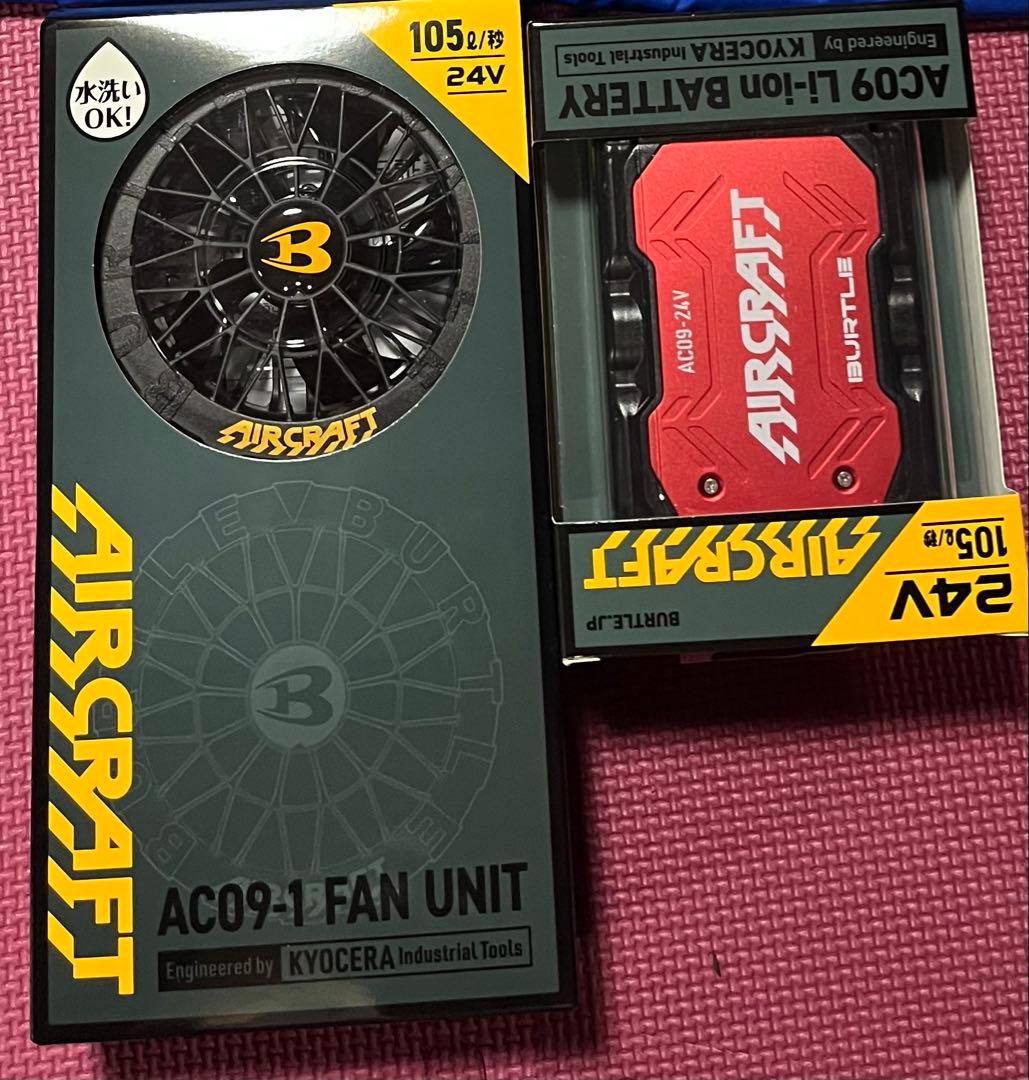 105ℓ/秒
24V
水洗い
OK!
B
AIRCRAFT
AIRCRAFT
BURTLE
B
AC09-1 FAN UNIT
Engineered by KYOCERA Industrial Tools
AC09 Li-ion BATTERY
Engineered by KYOCERA Industrial Tools
AC09-24V
AIRCRAFT
BURTLE
24V
105ℓ/秒
AIRCRAFT
BURTLE.JP